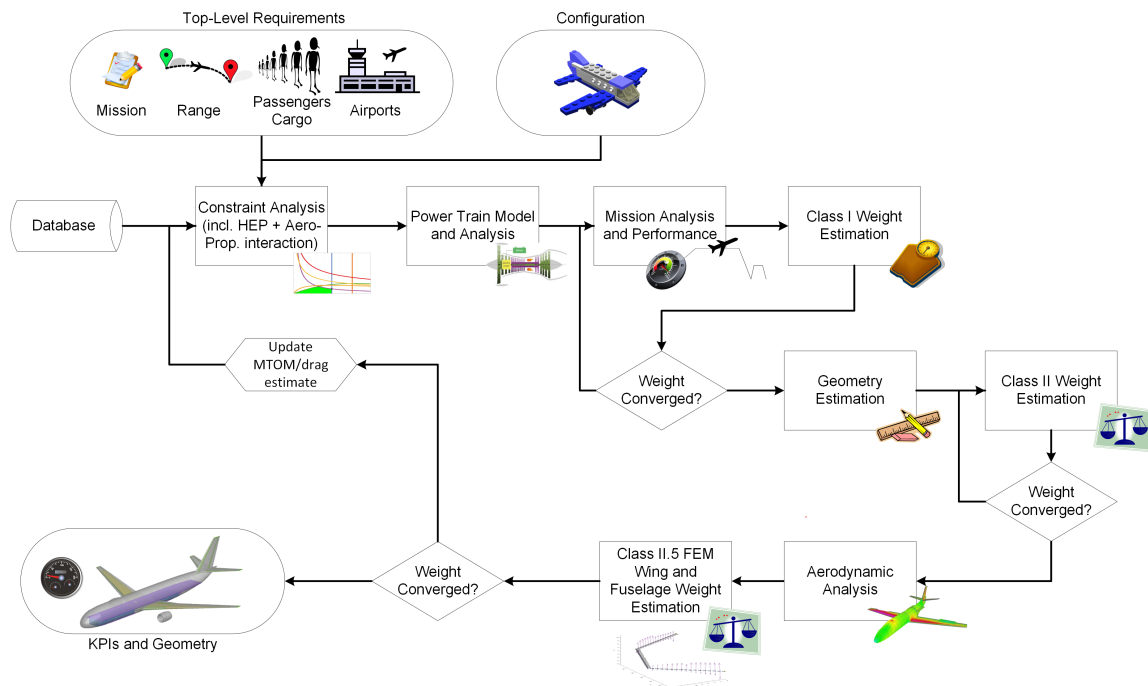 Top-Level Requirements
Configuration
Mission
Range
Passengers
Cargo
Airports
Database
Constraint Analysis
(incl. HEP + Aero-
Prop. interaction)
Power Train Model
and Analysis
Mission Analysis
and Performance
Class I Weight
Estimation
Update
MTOM/drag
estimate
Weight
Converged?
Geometry
Estimation
Class II Weight
Estimation
Weight
Converged?
KPIs and Geometry
Weight
Converged?
Class II.5 FEM
Wing and
Fuselage Weight
Estimation
Aerodynamic
Analysis